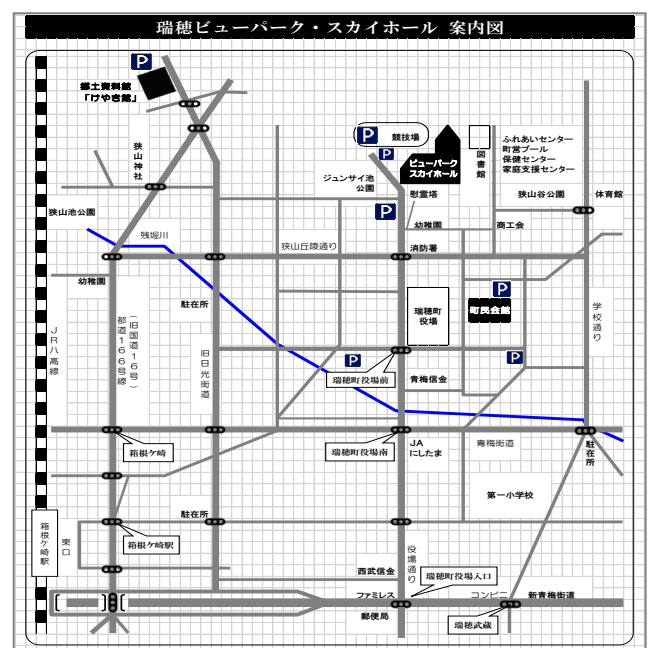 瑞穂ビューパーク・スカイホール 案内図
P
郷土資料館
「けやき館」
P
競技場
P
ビューパーク
スカイホール
図書館
ふれあいセンター
町営プール
保健センター
家庭支援センター
狭山神社
ジュンサイ池
公園
慰霊塔
狭山谷公園
体育館
狭山池公園
P
残堀川
幼稚園
商工会
狭山丘陵通り
消防署
幼稚園
P
駐在所
瑞穂町
役場
町民会館
学校通り
JR八高線
都道166号線
(旧国道16号)
旧日光街道
P
P
瑞穂町役場前
青梅信金
箱根ケ崎
瑞穂町役場南
JA
にしたま
青梅街道
駐在所
第一小学校
駐在所
箱根ケ崎駅
東口
箱根ケ崎駅
役場通り
西武信金
瑞穂町役場入口
ファミレス
コンビニ
新青梅街道
郵便局
瑞穂武蔵